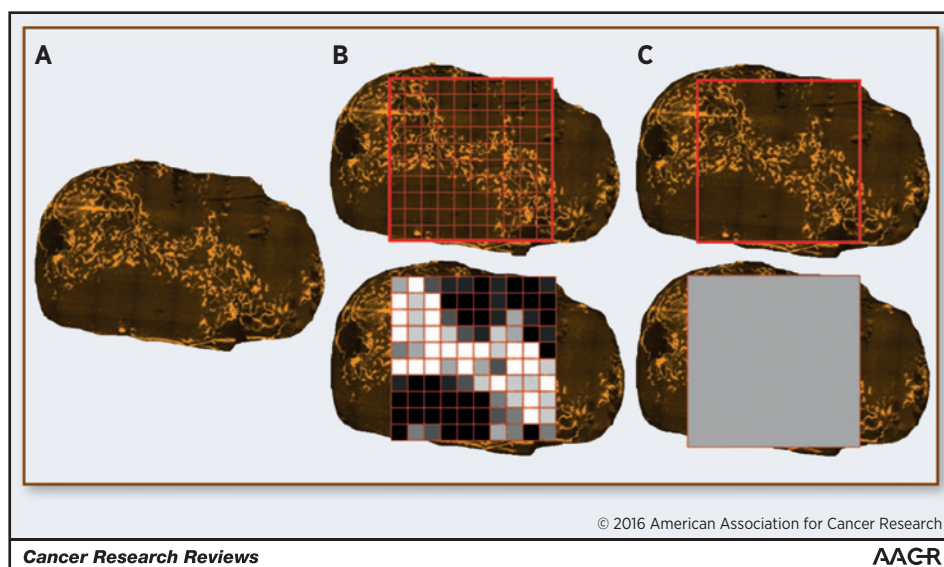 A
B
C
© 2016 American Association for Cancer Research
Cancer Research Reviews
AACR